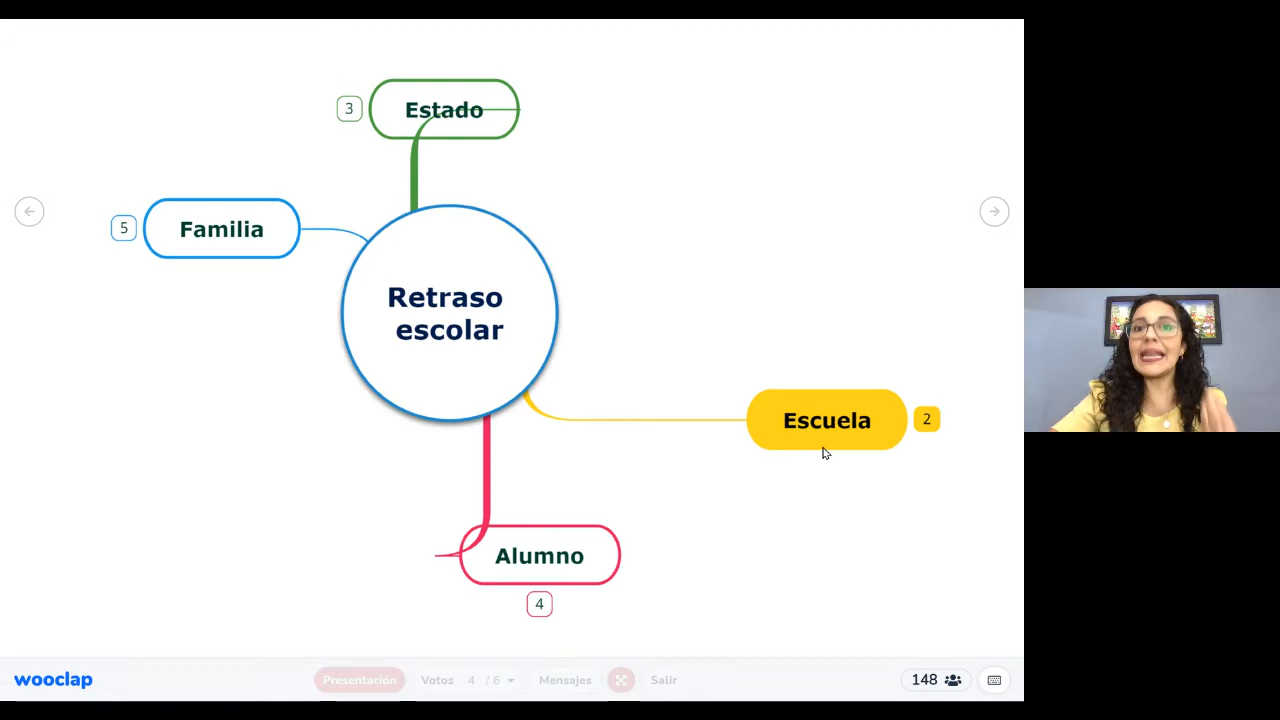 3
Estado
5
Familia
Retraso
escolar
Escuela
2
Alumno
4
wooclap
Presentación
Votos 4 / 6
Mensajes
Salir
148